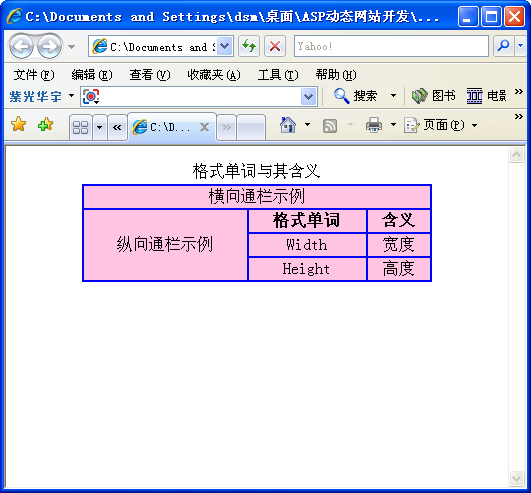 C:\Documents and Settings\dsm\桌面\ASP动态网站开发\...
C:\Documents and S
Yahoo!
文件(F) 编辑(E) 查看(V) 收藏夹(A) 工具(T) 帮助(H)
紫光华宇 搜索 图书 电影 »
« C:\D... » 页面(P) »
格式单词与其含义
横向通栏示例
纵向通栏示例 格式单词 含义
Width 宽度
Height 高度